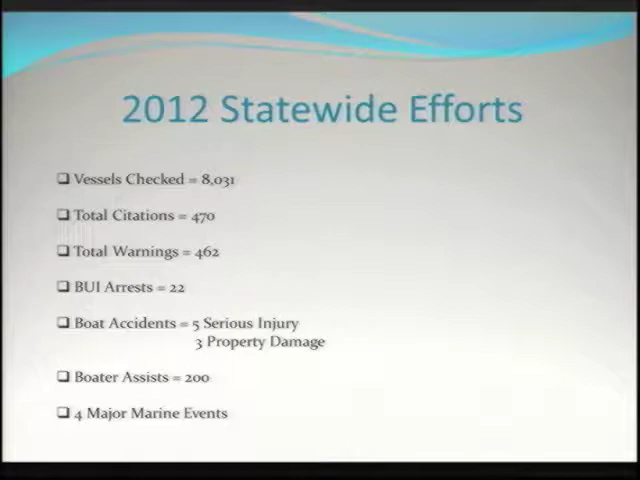 2012 Statewide Efforts
❑ Vessels Checked = 8,031
❑ Total Citations = 470
❑ Total Warnings = 462
❑ BUI Arrests = 22
❑ Boat Accidents = 5 Serious Injury
3 Property Damage
❑ Boater Assists = 200
❑ 4 Major Marine Events